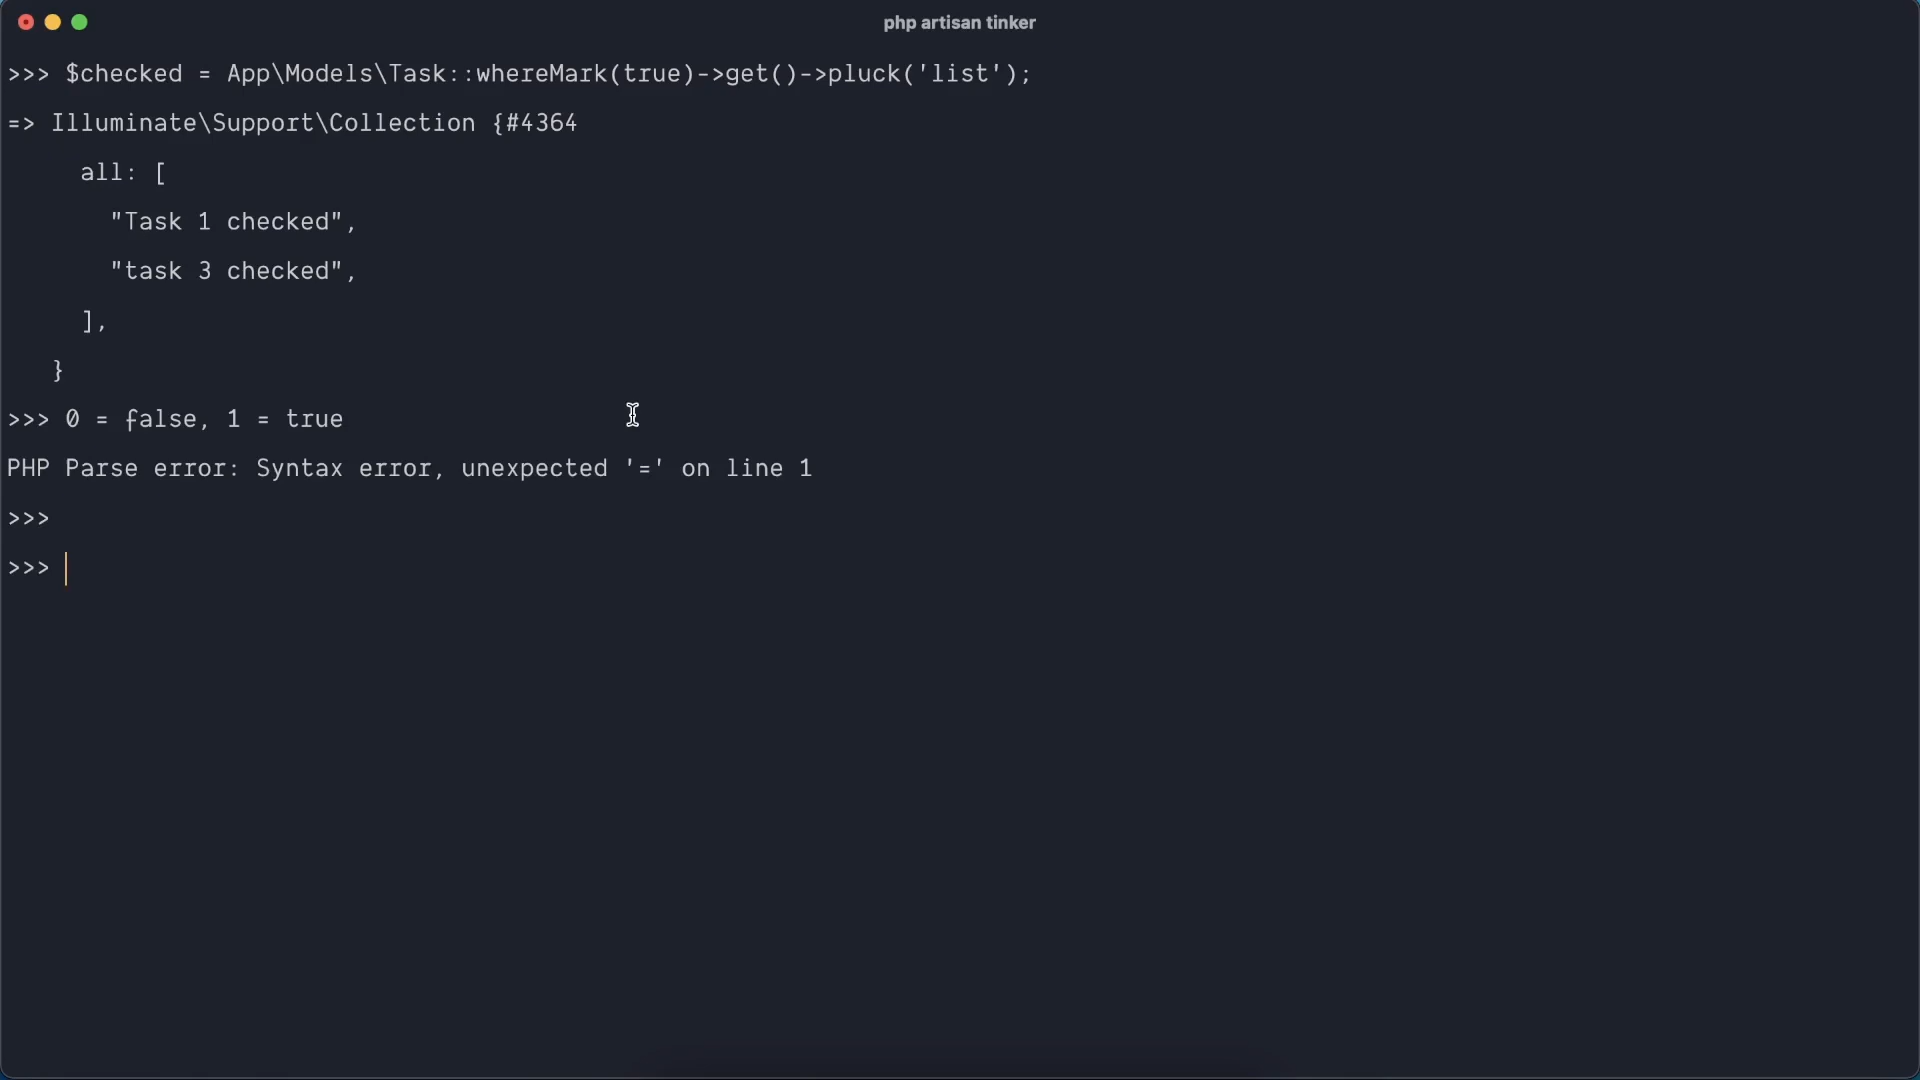 php artisan tinker
>>> $checked = App\Models\Task::whereMark(true)->get()->pluck('list');
=> Illuminate\Support\Collection {#4364
     all: [
       "Task 1 checked",
       "task 3 checked",
     ],
   }
>>> 0 = false, 1 = true
PHP Parse error: Syntax error, unexpected '=' on line 1
>>>
>>>